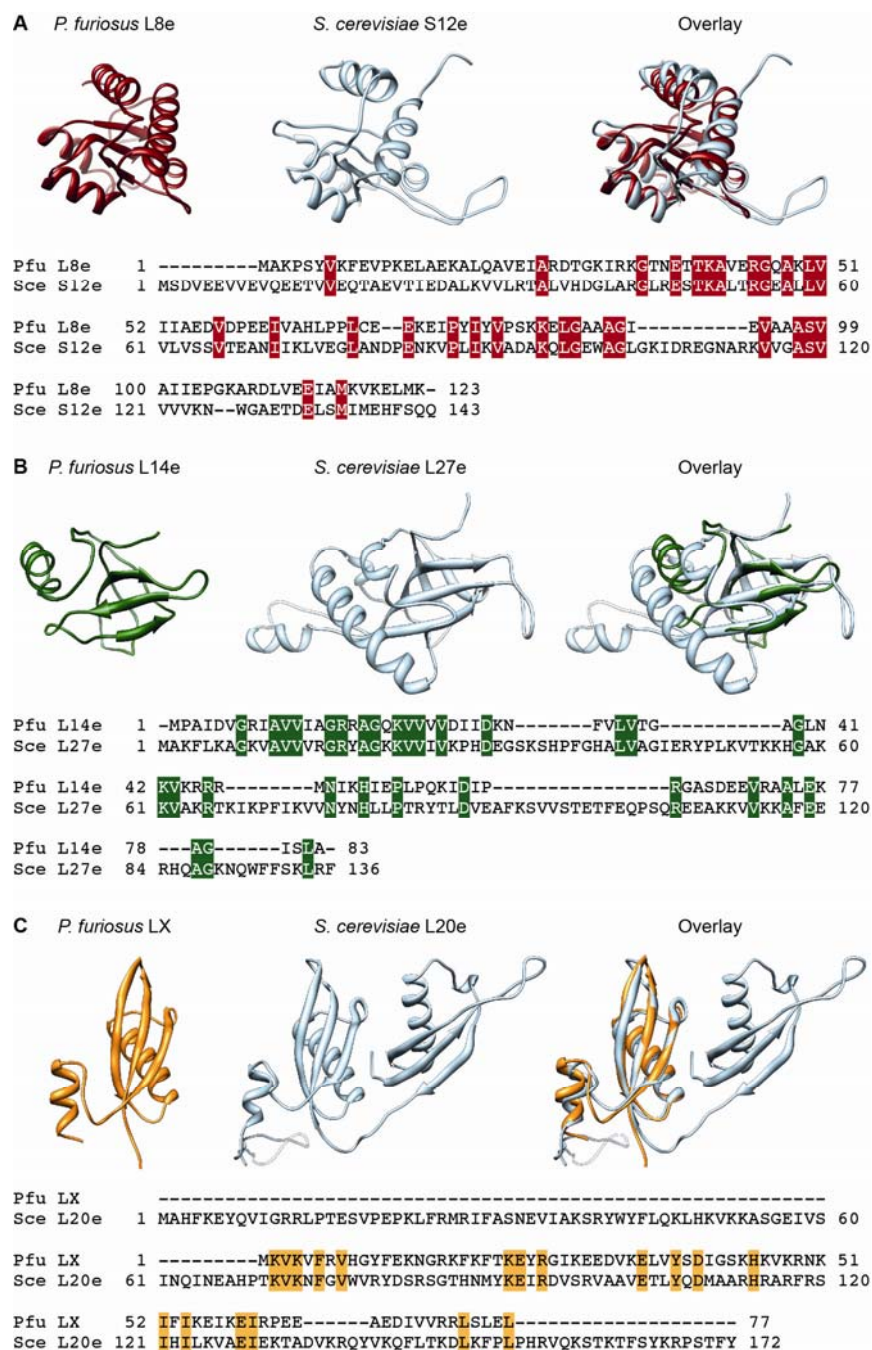 A P. furiosus L8e S. cerevisiae S12e Overlay
Pfu L8e 1 ---------MAKPSYVKFEVPKELAEKALQAVEIARDTGKIRKGTNETTKAVERGQAKLV 51
Sce S12e 1 MSDVEEVVEVQEETVVEQTAEVTIEDALKVVLRTALVHDGLARGLRESTKALTRGEALLV 60
Pfu L8e 52 IIAEDVDPEEIVAHLPPLCE--EKEIPYIYVPSKKELGAAAGI----------EVAAASV 99
Sce S12e 61 VLVSSVTEANIIKLVEGLANDPENKVPLIKVADAKQLGEWAGLGKIDREGNARKVVGASV 120
Pfu L8e 100 AIIEPGKARDLVEEIAMKVKELMK- 123
Sce S12e 121 VVVKN--WGAETDELSMIMEHFSQQ 143
B P. furiosus L14e S. cerevisiae L27e Overlay
Pfu L14e 1 -MPAIDVGRIAVVIAGRRAGQKVVVVDIIDKN-------FVLVTG-----------AGLN 41
Sce L27e 1 MAKFLKAGKVAVVVRGRYAGKKVVIVKPHDEGSKSHPFGHALVAGIERYPLKVTKKHGAK 60
Pfu L14e 42 KVKRRR--------MNIKHIEPLPQKIDIP----------------RGASDEEVRAALEK 77
Sce L27e 61 KVAKRTKIKPFIKVVNYNHLLPTRYTLDVEAFKSVVSTETFEQPSQREEAKKVVKKAFEE 120
Pfu L14e 78 ---AG-------ISLA- 83
Sce L27e 84 RHQAGKNQWFFSKLRF 136
C P. furiosus LX S. cerevisiae L20e Overlay
Pfu LX ------------------------------------------------------------
Sce L20e 1 MAHFKEYQVIGRRLPTESVPEPKLFRMRIFASNEVIAKSRYWYFLQKLHKVKKASGEIVS 60
Pfu LX 1 ---------MKVKVFRVHGYFEKNGRKFKFTKEYRGIKEEDVKELVYSDIGSKHKVKRNK 51
Sce L20e 61 INQINEAHPTKVKNFGVWVRYDSRSGTHNMYKEIRDVSRVAAVETLYQDMAARHRARFRS 120
Pfu LX 52 IFIKEIKEIRPEE------AEDIVVRRLSLEL-------------------- 77
Sce L20e 121 IHILKVAEIEKTADVKRQYVKQFLTKDLKFPLPHRVQKSTKTFSYKRPSTFY 172